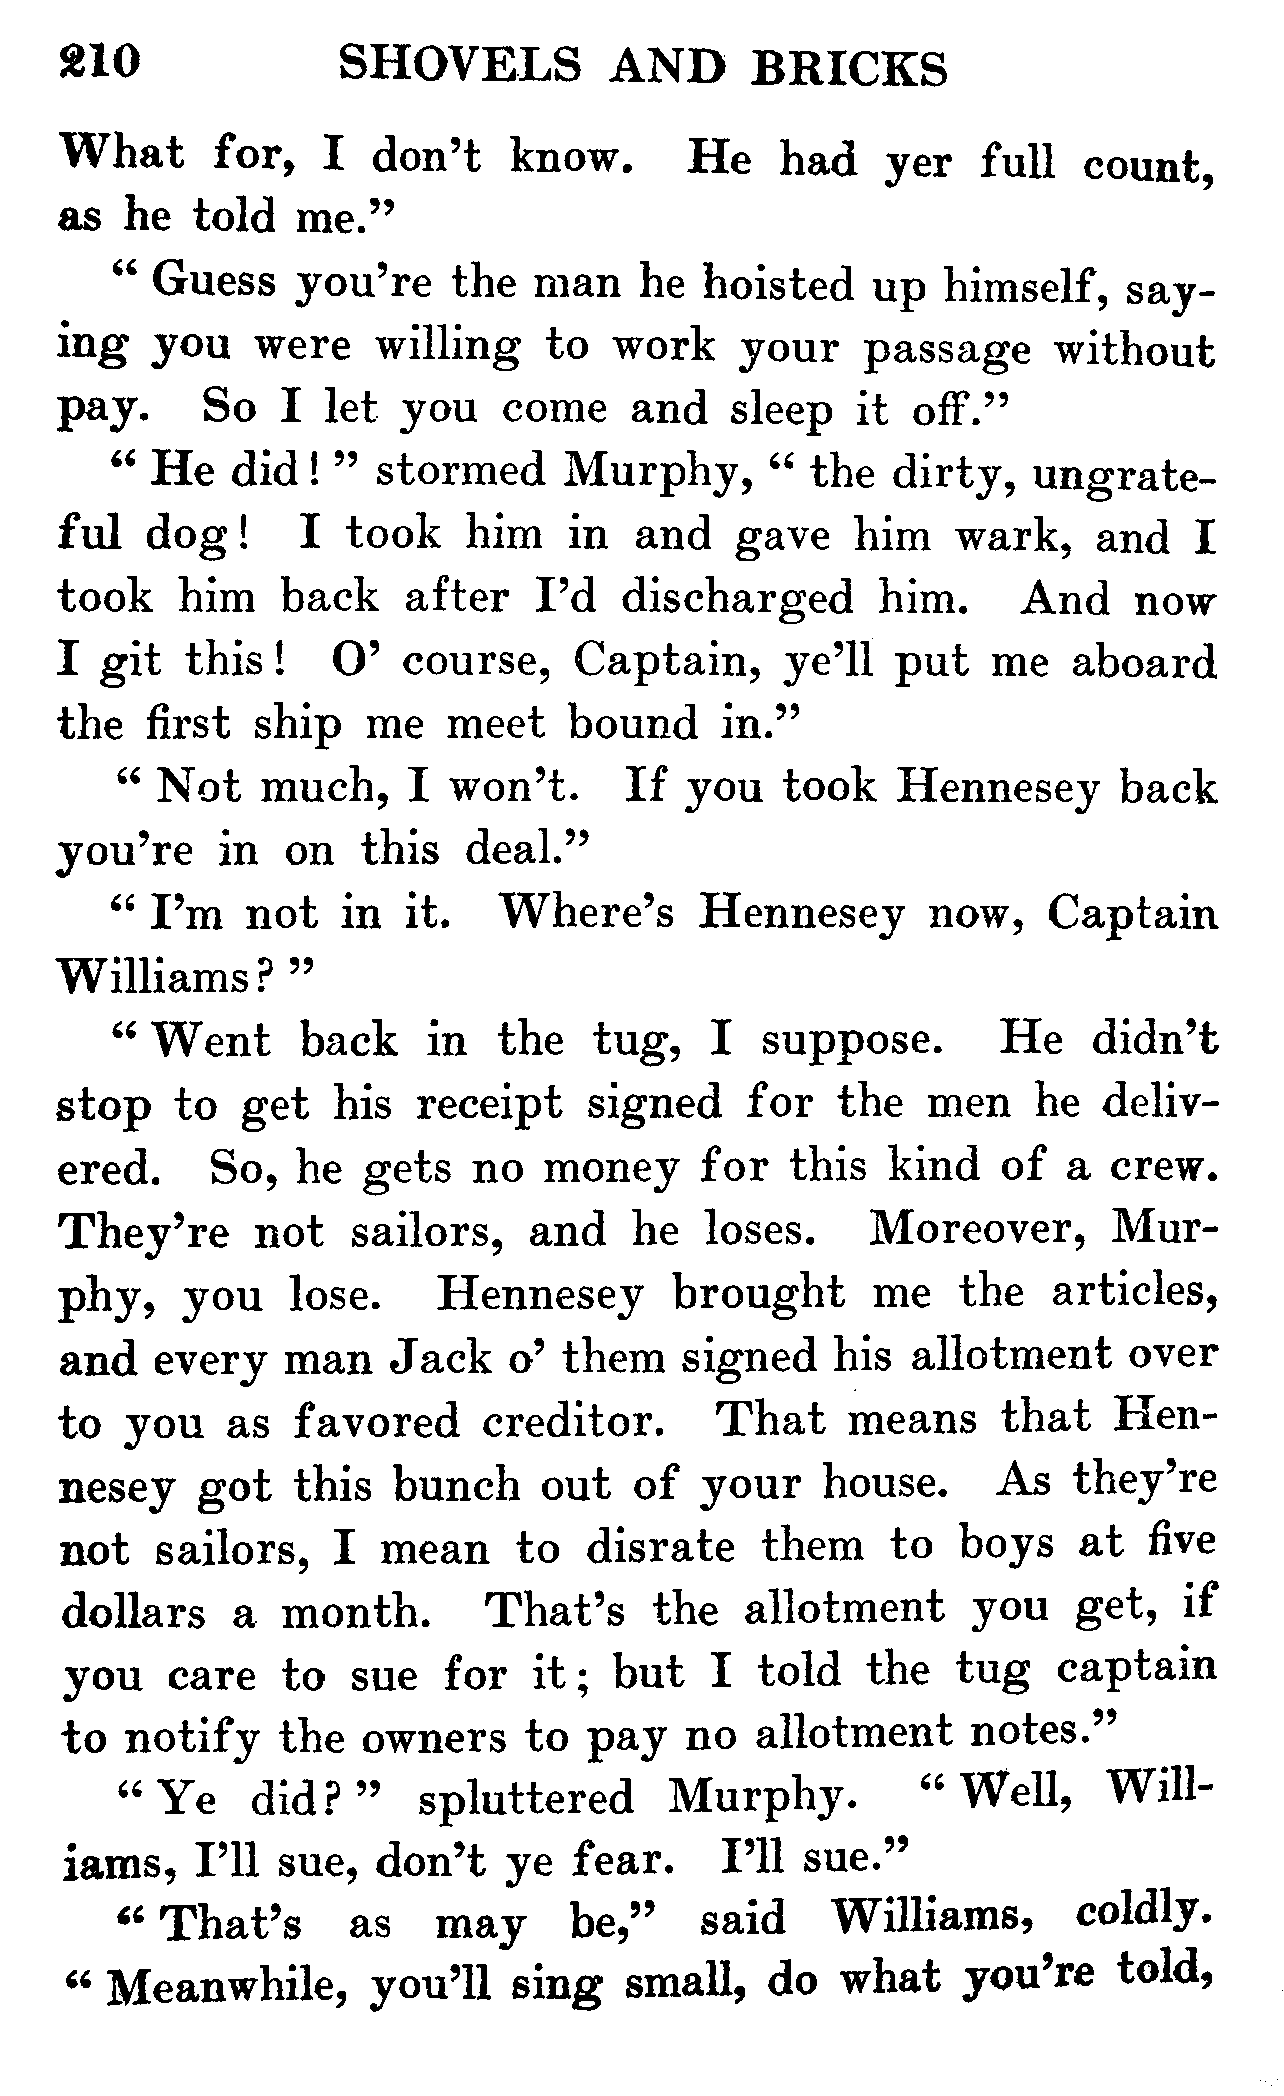 210 SHOVELS AND BRICKS
What for, I don’t know. He had yer full count,
as he told me.”
“ Guess you’re the man he hoisted up himself, say-
ing you were willing to work your passage without
pay. So I let you come and sleep it off.”
“ He did! ” stormed Murphy, “ the dirty, ungrate-
ful dog! I took him in and gave him wark, and I
took him back after I’d discharged him. And now
I git this! O’ course, Captain, ye’ll put me aboard
the first ship me meet bound in.”
“ Not much, I won’t. If you took Hennesey back
you’re in on this deal.”
“ I’m not in it. Where’s Hennesey now, Captain
Williams? ”
“ Went back in the tug, I suppose. He didn’t
stop to get his receipt signed for the men he deliv-
ered. So, he gets no money for this kind of a crew.
They’re not sailors, and he loses. Moreover, Mur-
phy, you lose. Hennesey brought me the articles,
and every man Jack o’ them signed his allotment over
to you as favored creditor. That means that Hen-
nesey got this bunch out of your house. As they’re
not sailors, I mean to disrate them to boys at five
dollars a month. That’s the allotment you get, if
you care to sue for it; but I told the tug captain
to notify the owners to pay no allotment notes.”
“ Ye did? ” spluttered Murphy. “ Well, Will-
iams, I’ll sue, don’t ye fear. I’ll sue.”
“ That’s as may be,” said Williams, coldly.
“ Meanwhile, you’ll sing small, do what you’re told,